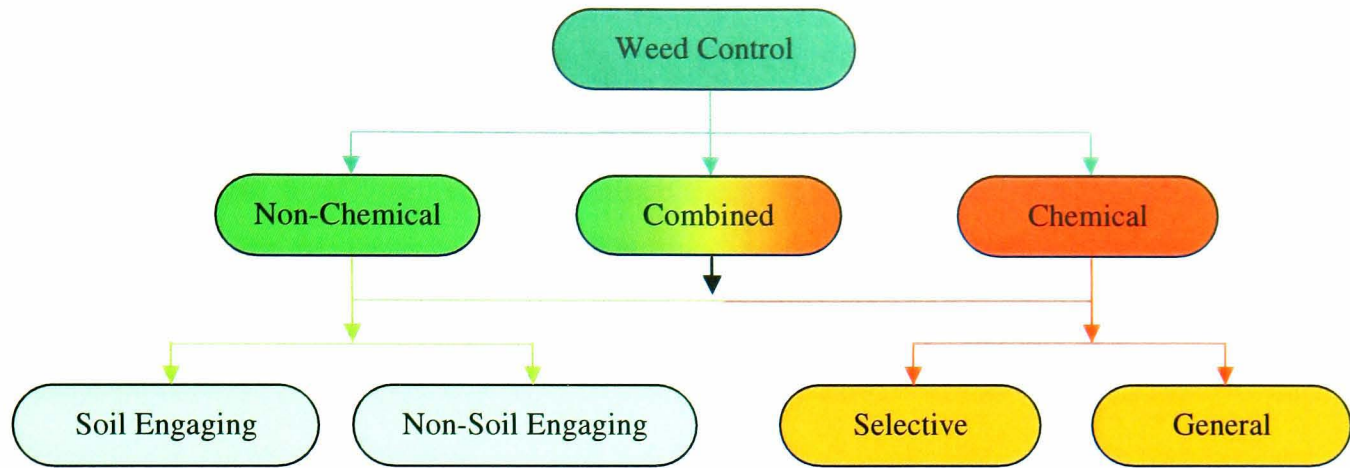 Weed Control
Non-Chemical
Combined
Chemical
Soil Engaging
Non-Soil Engaging
Selective
General